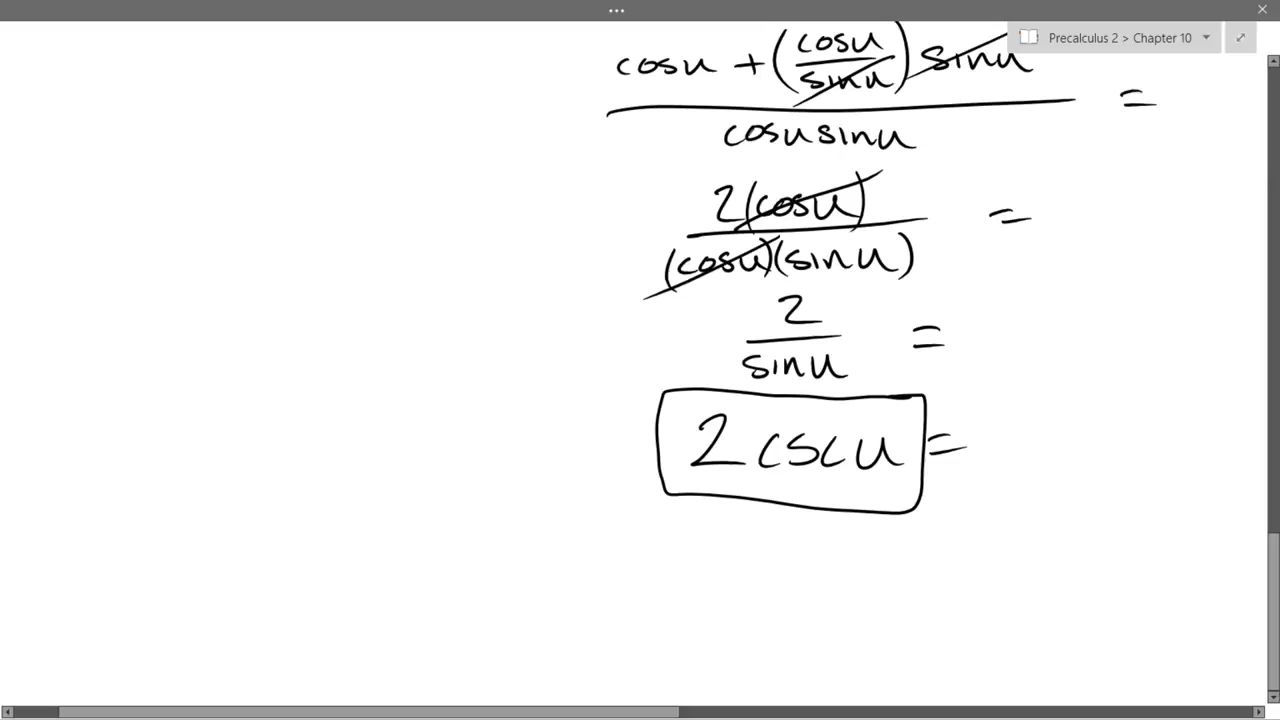 Precalculus 2 > Chapter 10
cosu + (cosu/sinu) sinu
cosusinu =
2(cosu)
(cosu)(sinu) =
2
sinu =
2cscu =